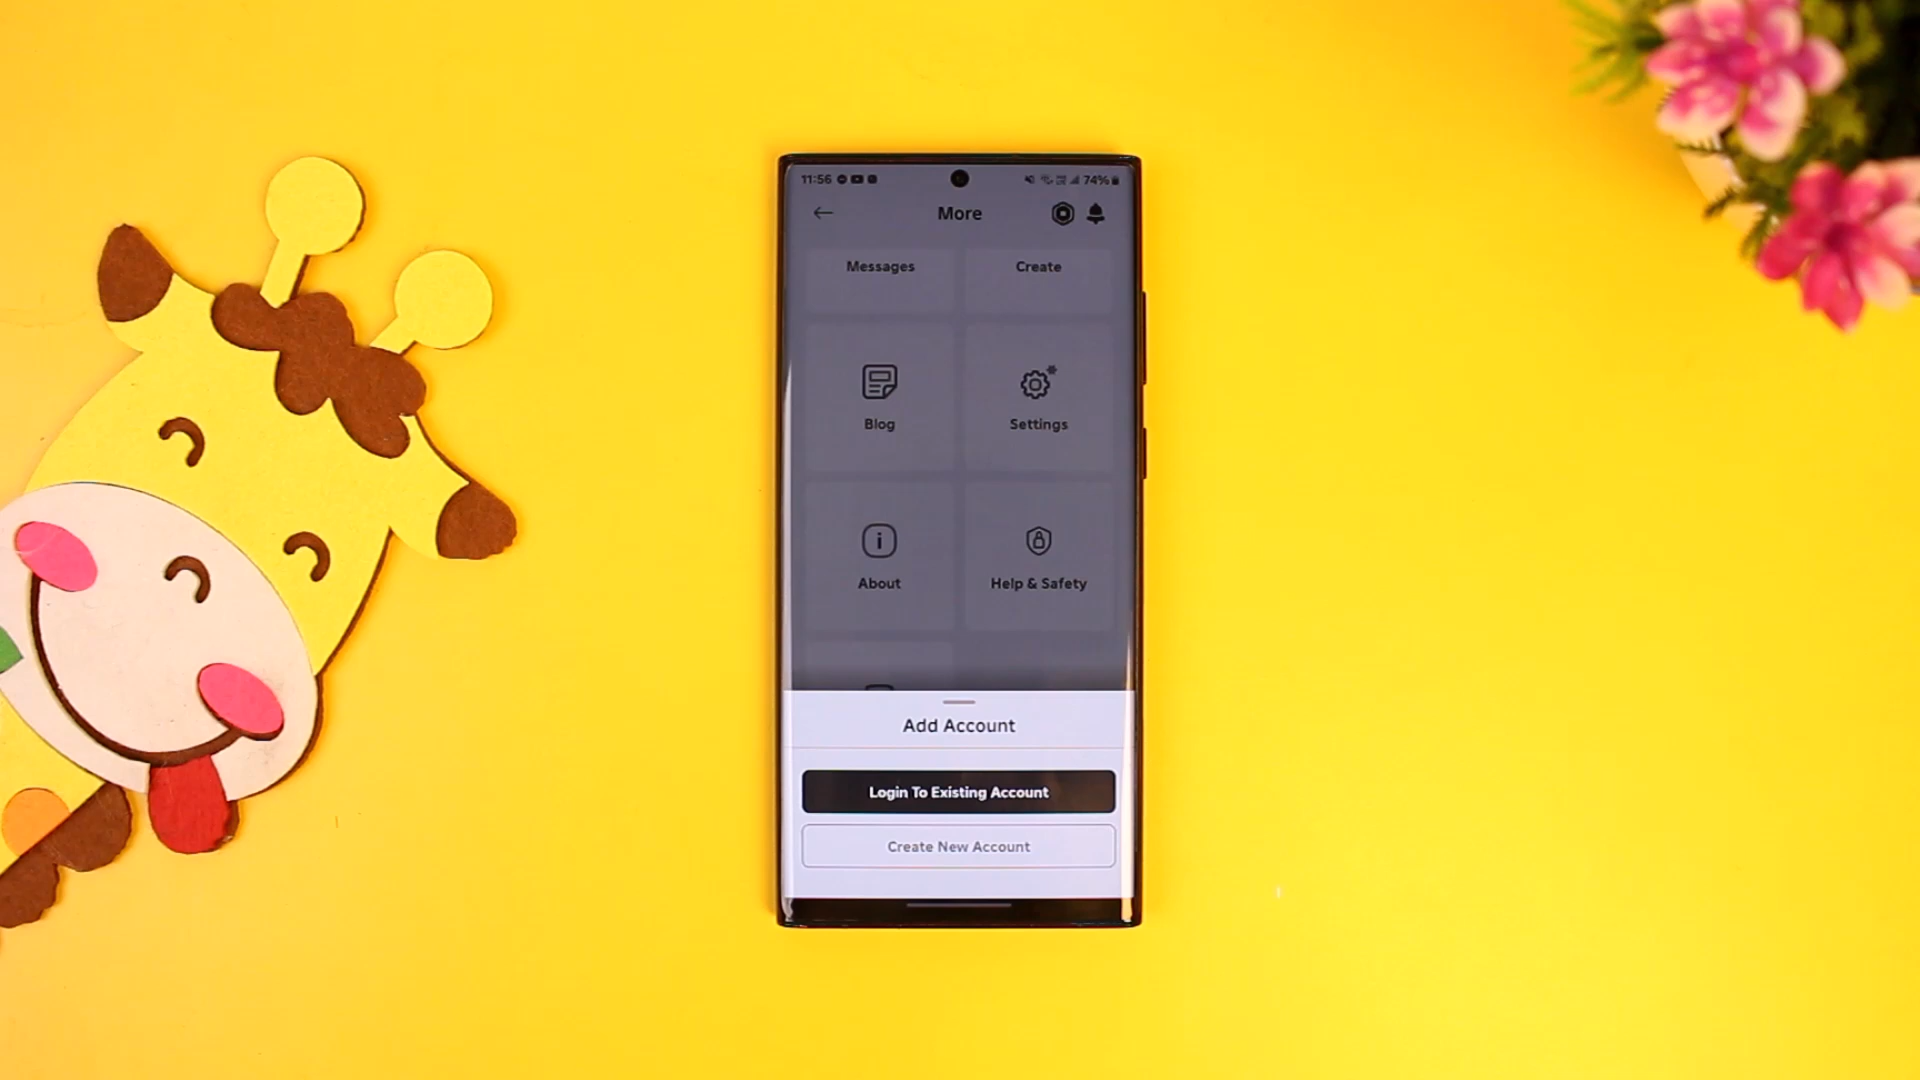 11:56
74%
More
Messages
Create
Blog
Settings
About
Help & Safety
Add Account
Login To Existing Account
Create New Account